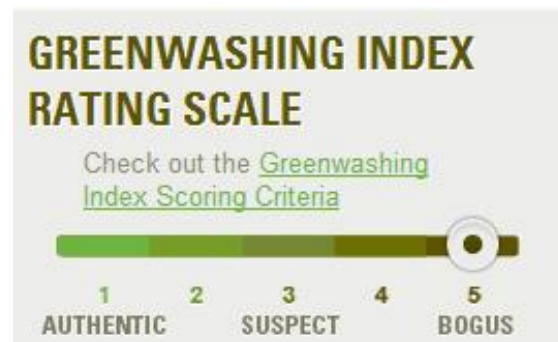 GREENWASHING INDEX
RATING SCALE
Check out the Greenwashing
Index Scoring Criteria
1 2 3 4 5
AUTHENTIC SUSPECT BOGUS